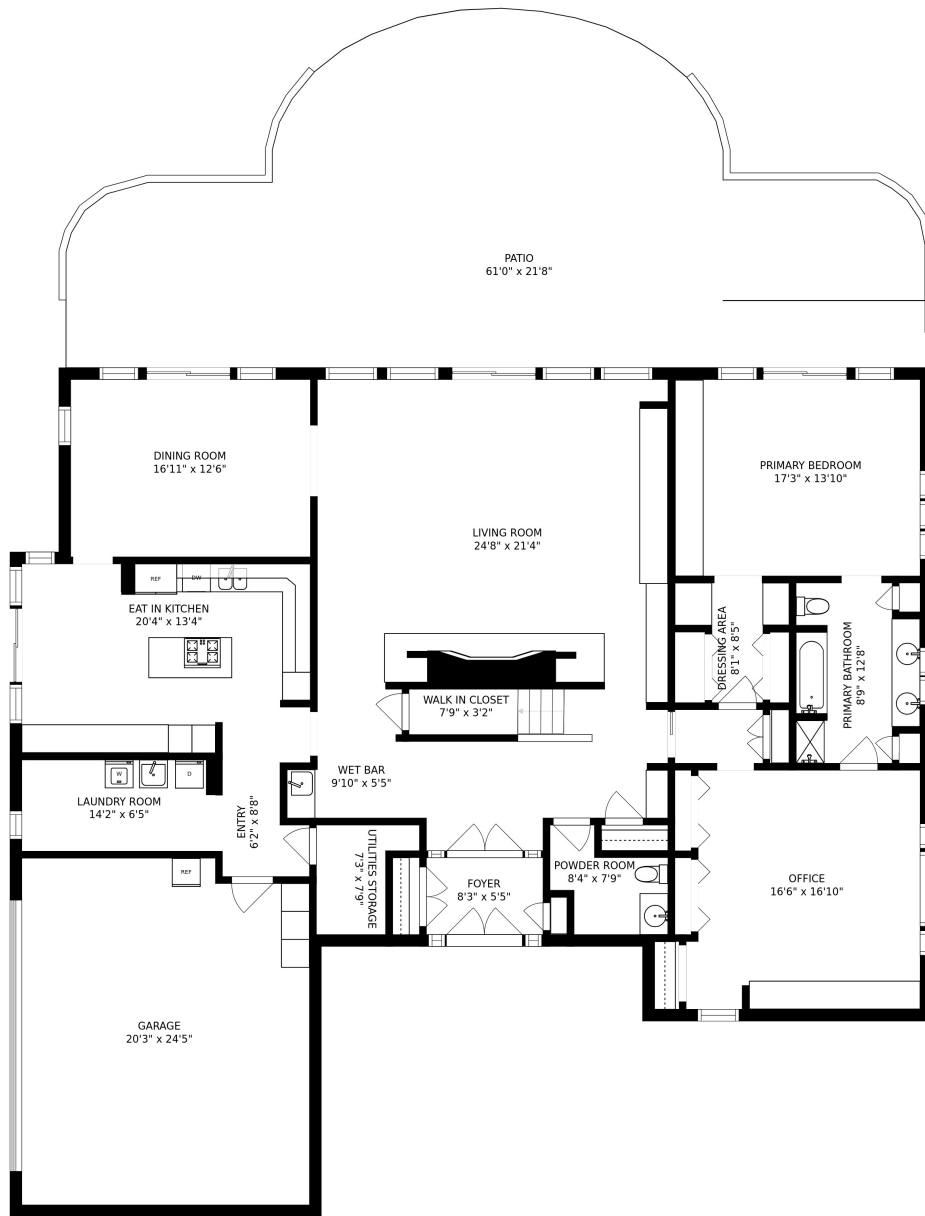 PATIO
61'0" x 21'8"
DINING ROOM
16'11" x 12'6"
PRIMARY BEDROOM
17'3" x 13'10"
LIVING ROOM
24'8" x 21'4"
REF
DW
EAT IN KITCHEN
20'4" x 13'4"
DRESSING AREA
8'1" x 8'5"
PRIMARY BATHROOM
8'9" x 12'8"
WALK IN CLOSET
7'9" x 3'2"
WET BAR
9'10" x 5'5"
W
D
LAUNDRY ROOM
14'2" x 6'5"
ENTRY
6'2" x 8'8"
UTILITIES STORAGE
7'3" x 7'9"
REF
FOYER
8'3" x 5'5"
POWDER ROOM
8'4" x 7'9"
OFFICE
16'6" x 16'10"
GARAGE
20'3" x 24'5"